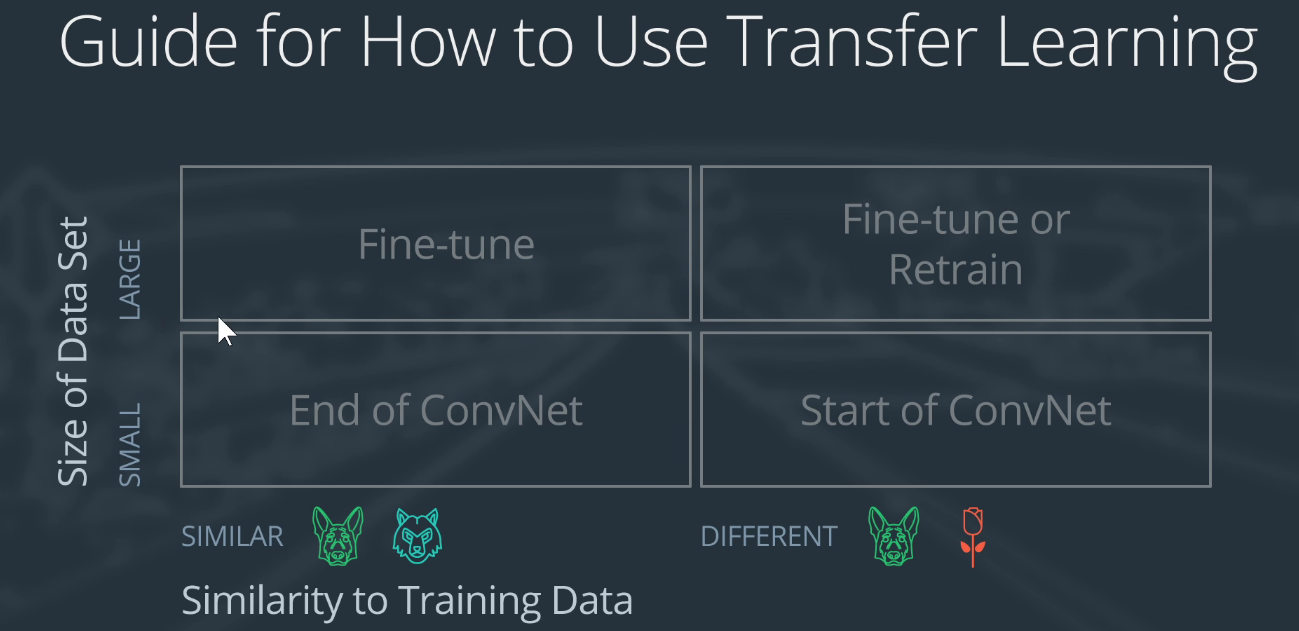 Guide for How to Use Transfer Learning
Size of Data Set
LARGE
Fine-tune
Fine-tune or
Retrain
SMALL
End of ConvNet
Start of ConvNet
SIMILAR
DIFFERENT
Similarity to Training Data